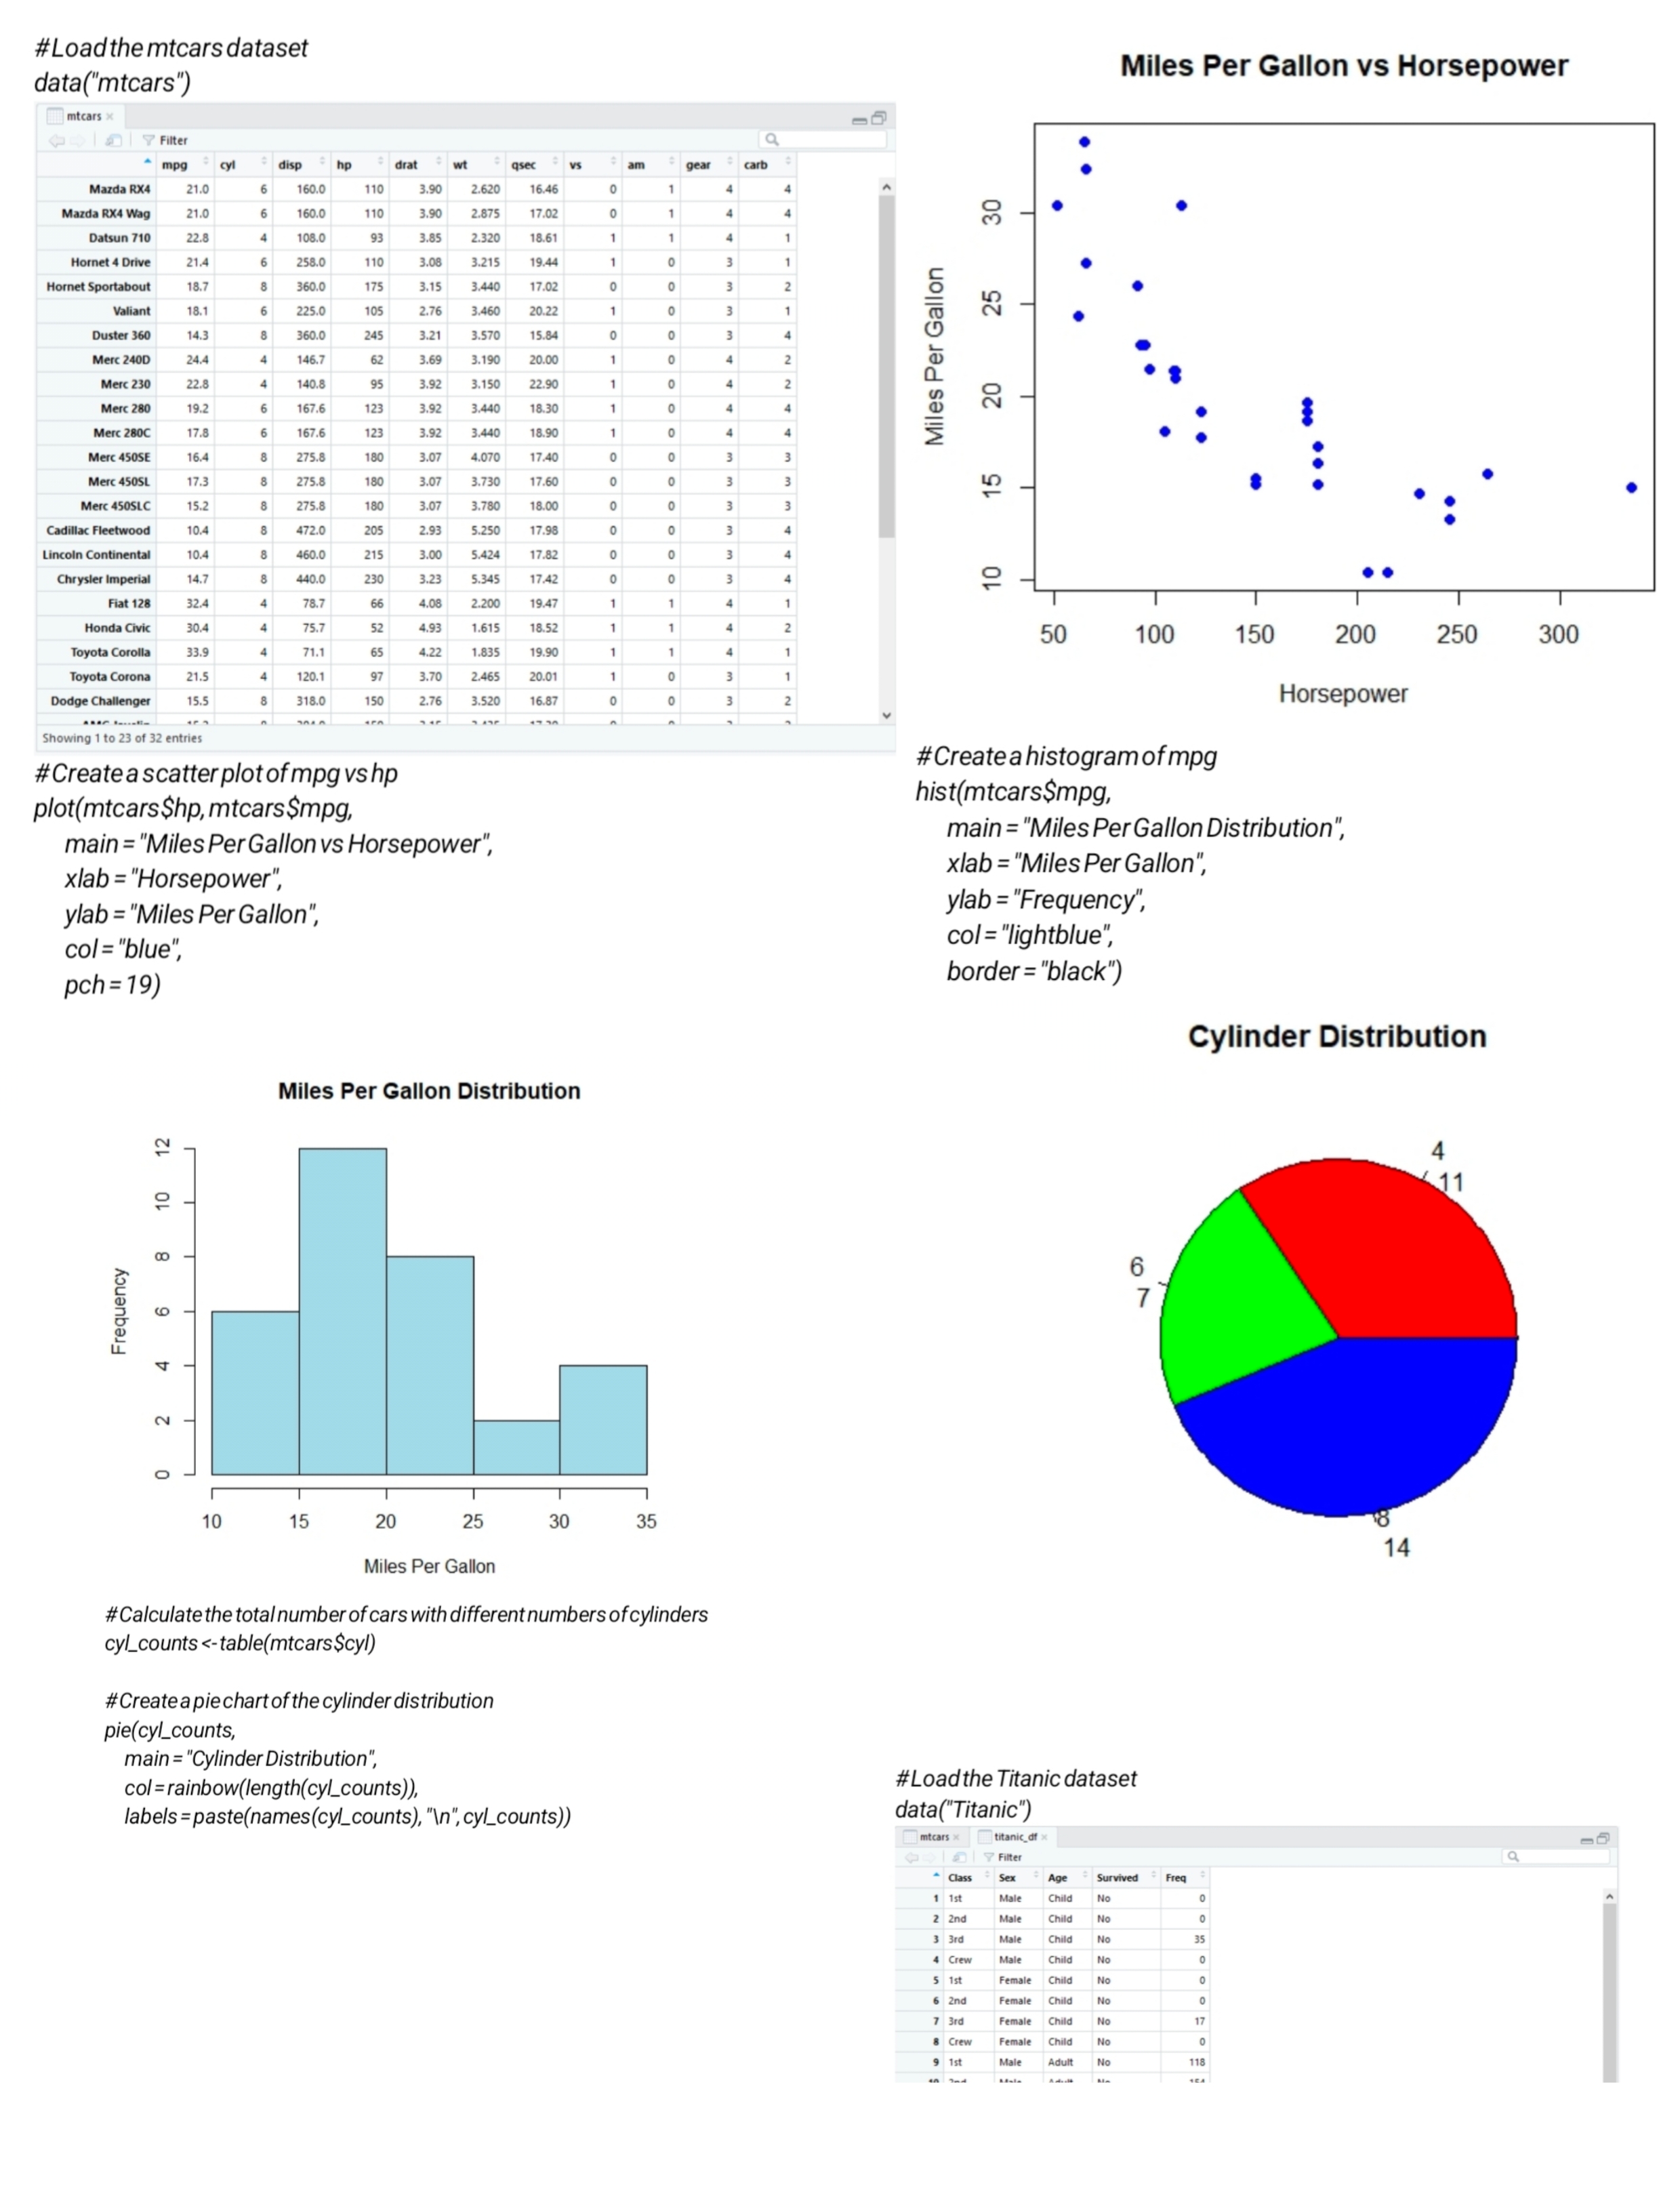 #Load the mtcars dataset
data("mtcars")
mtcars
Filter
mpg cyl disp hp drat wt qsec vs am gear carb
Mazda RX4 21.0 6 160.0 110 3.90 2.620 16.46 0 1 4 4
Mazda RX4 Wag 21.0 6 160.0 110 3.90 2.875 17.02 0 1 4 4
Datsun 710 22.8 4 108.0 93 3.85 2.320 18.61 1 1 4 1
Hornet 4 Drive 21.4 6 258.0 110 3.08 3.215 19.44 1 0 3 1
Hornet Sportabout 18.7 8 360.0 175 3.15 3.440 17.02 0 0 3 2
Valiant 18.1 6 225.0 105 2.76 3.460 20.22 1 0 3 1
Duster 360 14.3 8 360.0 245 3.21 3.570 15.84 0 0 3 4
Merc 240D 24.4 4 146.7 62 3.69 3.190 20.00 1 0 4 2
Merc 230 22.8 4 140.8 95 3.92 3.150 22.90 1 0 4 2
Merc 280 19.2 6 167.6 123 3.92 3.440 18.30 1 0 4 4
Merc 280C 17.8 6 167.6 123 3.92 3.440 18.90 1 0 4 4
Merc 450SE 16.4 8 275.8 180 3.07 4.070 17.40 0 0 3 3
Merc 450SL 17.3 8 275.8 180 3.07 3.730 17.60 0 0 3 3
Merc 450SLC 15.2 8 275.8 180 3.07 3.780 18.00 0 0 3 3
Cadillac Fleetwood 10.4 8 472.0 205 2.93 5.250 17.98 0 0 3 4
Lincoln Continental 10.4 8 460.0 215 3.00 5.424 17.82 0 0 3 4
Chrysler Imperial 14.7 8 440.0 230 3.23 5.345 17.42 0 0 3 4
Fiat 128 32.4 4 78.7 66 4.08 2.200 19.47 1 1 4 1
Honda Civic 30.4 4 75.7 52 4.93 1.615 18.52 1 1 4 2
Toyota Corolla 33.9 4 71.1 65 4.22 1.835 19.90 1 1 4 1
Toyota Corona 21.5 4 120.1 97 3.70 2.465 20.01 1 0 3 1
Dodge Challenger 15.5 8 318.0 150 2.76 3.520 16.87 0 0 3 2
Showing 1 to 23 of 32 entries
Miles Per Gallon vs Horsepower
Miles Per Gallon
30
25
20
15
10
50 100 150 200 250 300
Horsepower
#Create a scatter plot of mpg vs hp
plot(mtcars$hp, mtcars$mpg,
main = "Miles Per Gallon vs Horsepower",
xlab = "Horsepower",
ylab = "Miles Per Gallon",
col = "blue",
pch = 19)
#Create a histogram of mpg
hist(mtcars$mpg,
main = "Miles Per Gallon Distribution",
xlab = "Miles Per Gallon",
ylab = "Frequency",
col = "lightblue",
border = "black")
Miles Per Gallon Distribution
Frequency
12
10
8
6
4
2
0
10 15 20 25 30 35
Miles Per Gallon
Cylinder Distribution
4
11
6
7
8
14
#Calculate the total number of cars with different numbers of cylinders
cyl_counts <- table(mtcars$cyl)
#Create a pie chart of the cylinder distribution
pie(cyl_counts,
main = "Cylinder Distribution",
col = rainbow(length(cyl_counts)),
labels = paste(names(cyl_counts), "\n", cyl_counts))
#Load the Titanic dataset
data("Titanic")
mtcars titanic_df
Filter
Class Sex Age Survived Freq
1 1st Male Child No 0
2 2nd Male Child No 0
3 3rd Male Child No 35
4 Crew Male Child No 0
5 1st Female Child No 0
6 2nd Female Child No 0
7 3rd Female Child No 17
8 Crew Female Child No 0
9 1st Male Adult No 118